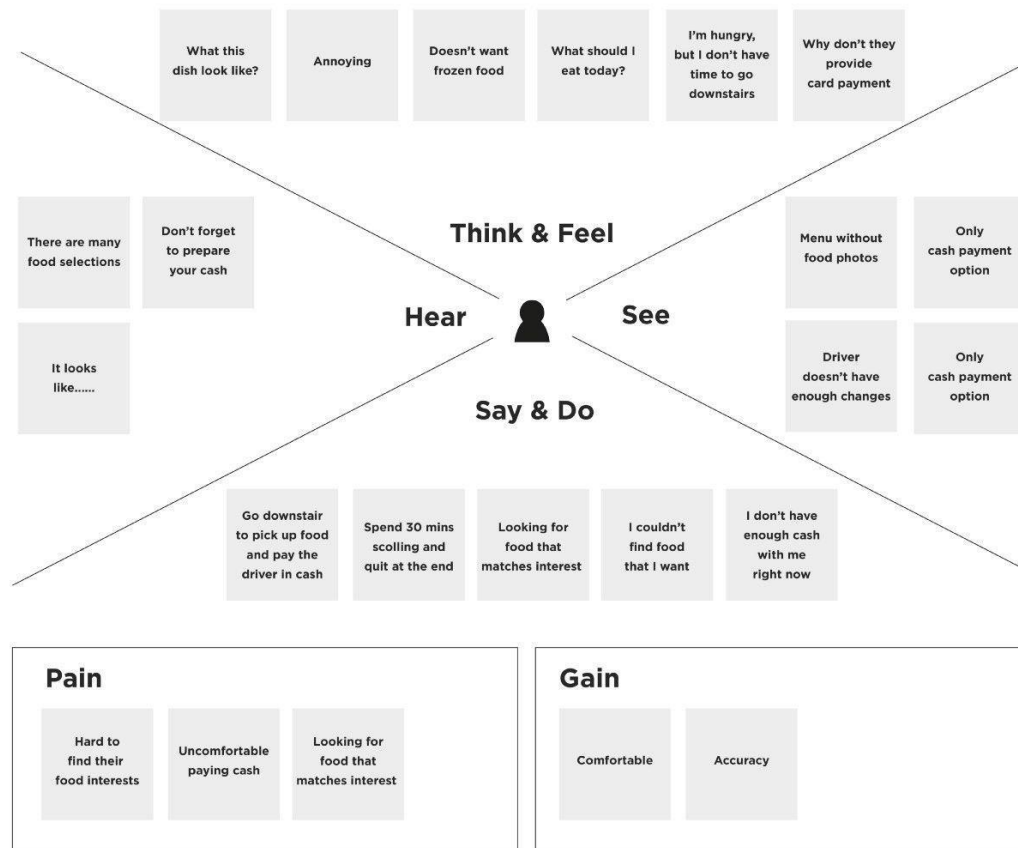 What this
dish look like?
Annoying
Doesn't want
frozen food
What should I
eat today?
I'm hungry,
but I don't have
time to go
downstairs
Why don't they
provide
card payment
Think & Feel
There are many
food selections
Don't forget
to prepare
your cash
It looks
like......
Hear
See
Menu without
food photos
Only
cash payment
option
Driver
doesn't have
enough changes
Only
cash payment
option
Say & Do
Go downstair
to pick up food
and pay the
driver in cash
Spend 30 mins
scolling and
quit at the end
Looking for
food that
matches interest
I couldn't
find food
that I want
I don't have
enough cash
with me
right now
Pain
Hard to
find their
food interests
Uncomfortable
paying cash
Looking for
food that
matches interest
Gain
Comfortable
Accuracy